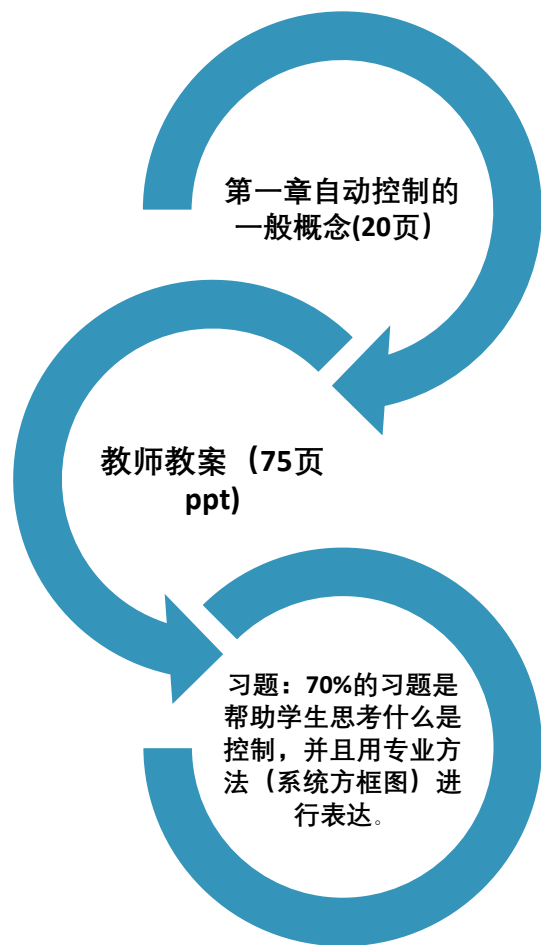 第一章自动控制的
一般概念(20页）
教师教案（75页
ppt)
习题：70%的习题是
帮助学生思考什么是
控制，并且用专业方
法（系统方框图）进
行表达。